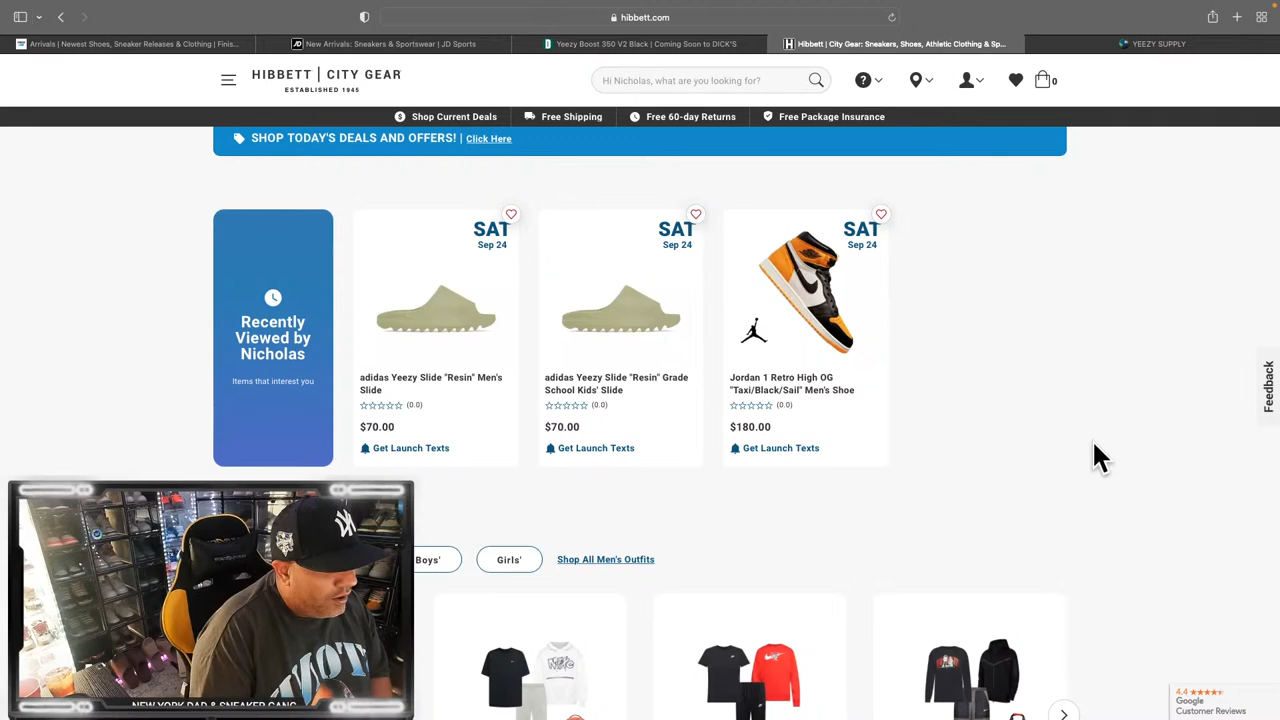 hibbett.com
Arrivals | Newest Shoes, Sneaker Releases & Clothing | Finis...
JD New Arrivals: Sneakers & Sportswear | JD Sports
Yeezy Boost 350 V2 Black | Coming Soon to DICK'S
H Hibbett | City Gear: Sneakers, Shoes, Athletic Clothing & Sp...
YEEZY SUPPLY
HIBBETT | CITY GEAR
ESTABLISHED 1945
Hi Nicholas, what are you looking for?
0
Shop Current Deals
Free Shipping
Free 60-day Returns
Free Package Insurance
SHOP TODAY'S DEALS AND OFFERS! | Click Here
Recently
Viewed by
Nicholas
Items that interest you
SAT
Sep 24
adidas Yeezy Slide "Resin" Men's
Slide
(0.0)
$70.00
Get Launch Texts
SAT
Sep 24
adidas Yeezy Slide "Resin" Grade
School Kids' Slide
(0.0)
$70.00
Get Launch Texts
SAT
Sep 24
Jordan 1 Retro High OG
"Taxi/Black/Sail" Men's Shoe
(0.0)
$180.00
Get Launch Texts
Feedback
Boys'
Girls'
Shop All Men's Outfits
NEW YORK DAD & SNEAKER GANG
4.4
Google
Customer Reviews